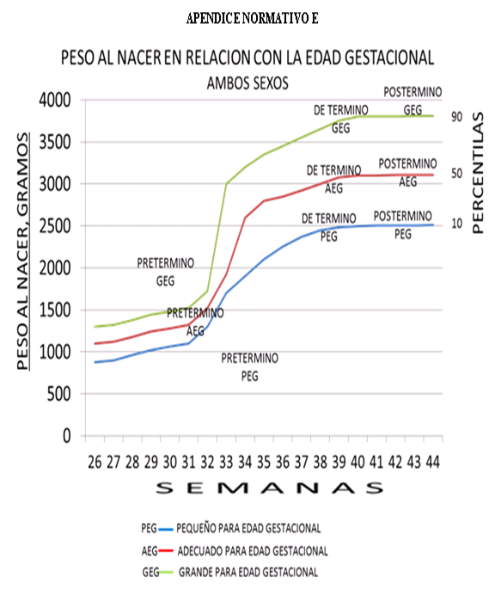 APENDICE NORMATIVO E
PESO AL NACER EN RELACION CON LA EDAD GESTACIONAL
AMBOS SEXOS
PESO AL NACER, GRAMOS
4000
3500
3000
2500
2000
1500
1000
500
0
POSTERMINO
GEG
DE TERMINO
GEG
90
POSTERMINO
AEG
DE TERMINO
AEG
50
POSTERMINO
PEG
DE TERMINO
PEG
10
PERCENTILAS
PRETERMINO
GEG
PRETERMINO
AEG
PRETERMINO
PEG
26 27 28 29 30 31 32 33 34 35 36 37 38 39 40 41 42 43 44
SEMANAS
PEG PEQUEÑO PARA EDAD GESTACIONAL
AEG ADECUADO PARA EDAD GESTACIONAL
GEG GRANDE PARA EDAD GESTACIONAL